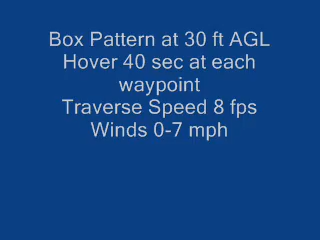 Box Pattern at 30 ft AGL
Hover 40 sec at each
waypoint
Traverse Speed 8 fps
Winds 0-7 mph